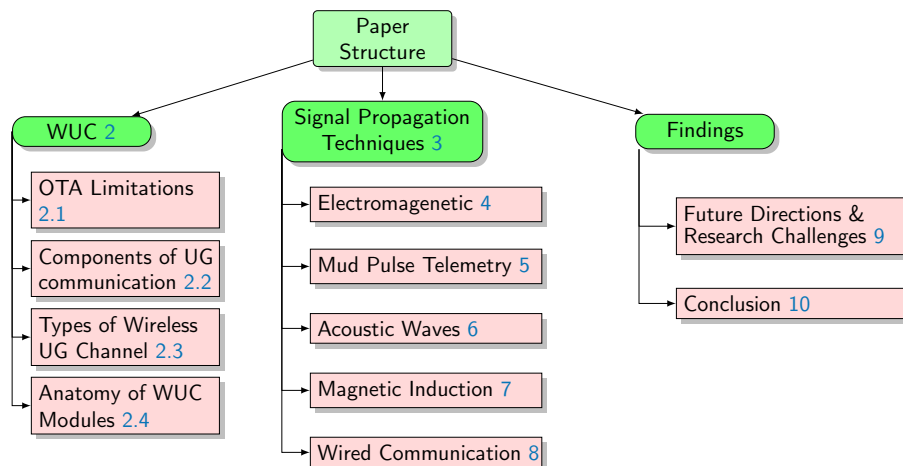 Paper
Structure
WUC 2
OTA Limitations
2.1
Components of UG
communication 2.2
Types of Wireless
UG Channel 2.3
Anatomy of WUC
Modules 2.4
Signal Propagation
Techniques 3
Electromagenetic 4
Mud Pulse Telemetry 5
Acoustic Waves 6
Magnetic Induction 7
Wired Communication 8
Findings
Future Directions &
Research Challenges 9
Conclusion 10